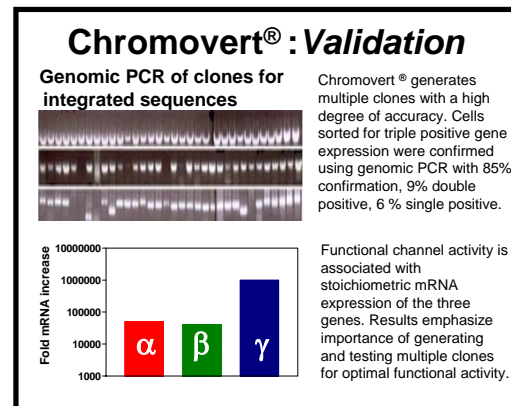 Chromovert® : Validation
Genomic PCR of clones for
integrated sequences
Chromovert ® generates
multiple clones with a high
degree of accuracy. Cells
sorted for triple positive gene
expression were confirmed
using genomic PCR with 85%
confirmation, 9% double
positive, 6 % single positive.
Fold mRNA increase
10000000
1000000
100000
10000
1000
α
β
γ
Functional channel activity is
associated with
stoichiometric mRNA
expression of the three
genes. Results emphasize
importance of generating
and testing multiple clones
for optimal functional activity.